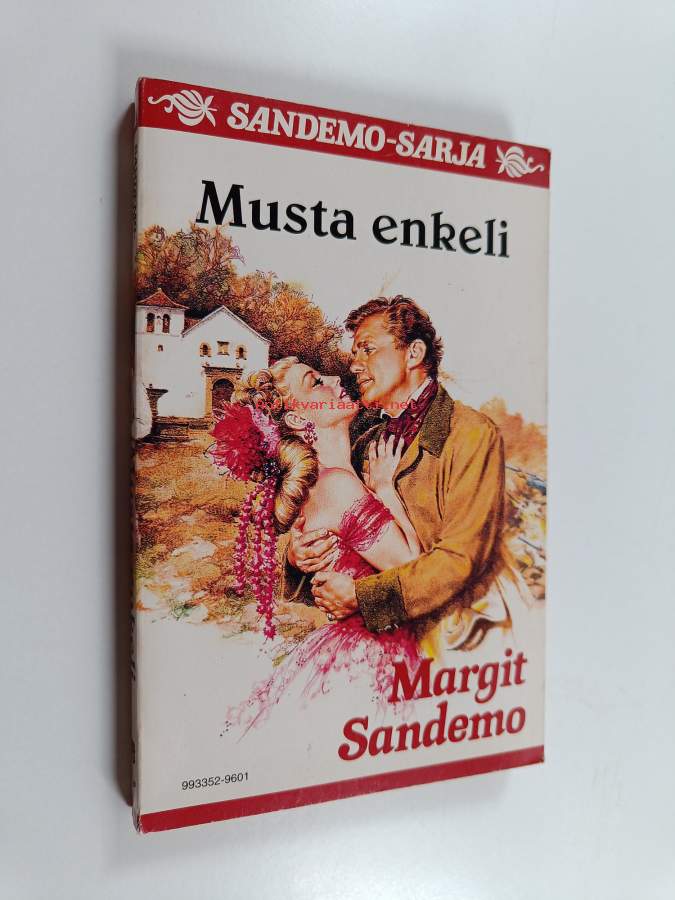 SANDEMO-SARJA
Musta enkeli
Margit
Sandemo
993352-9601